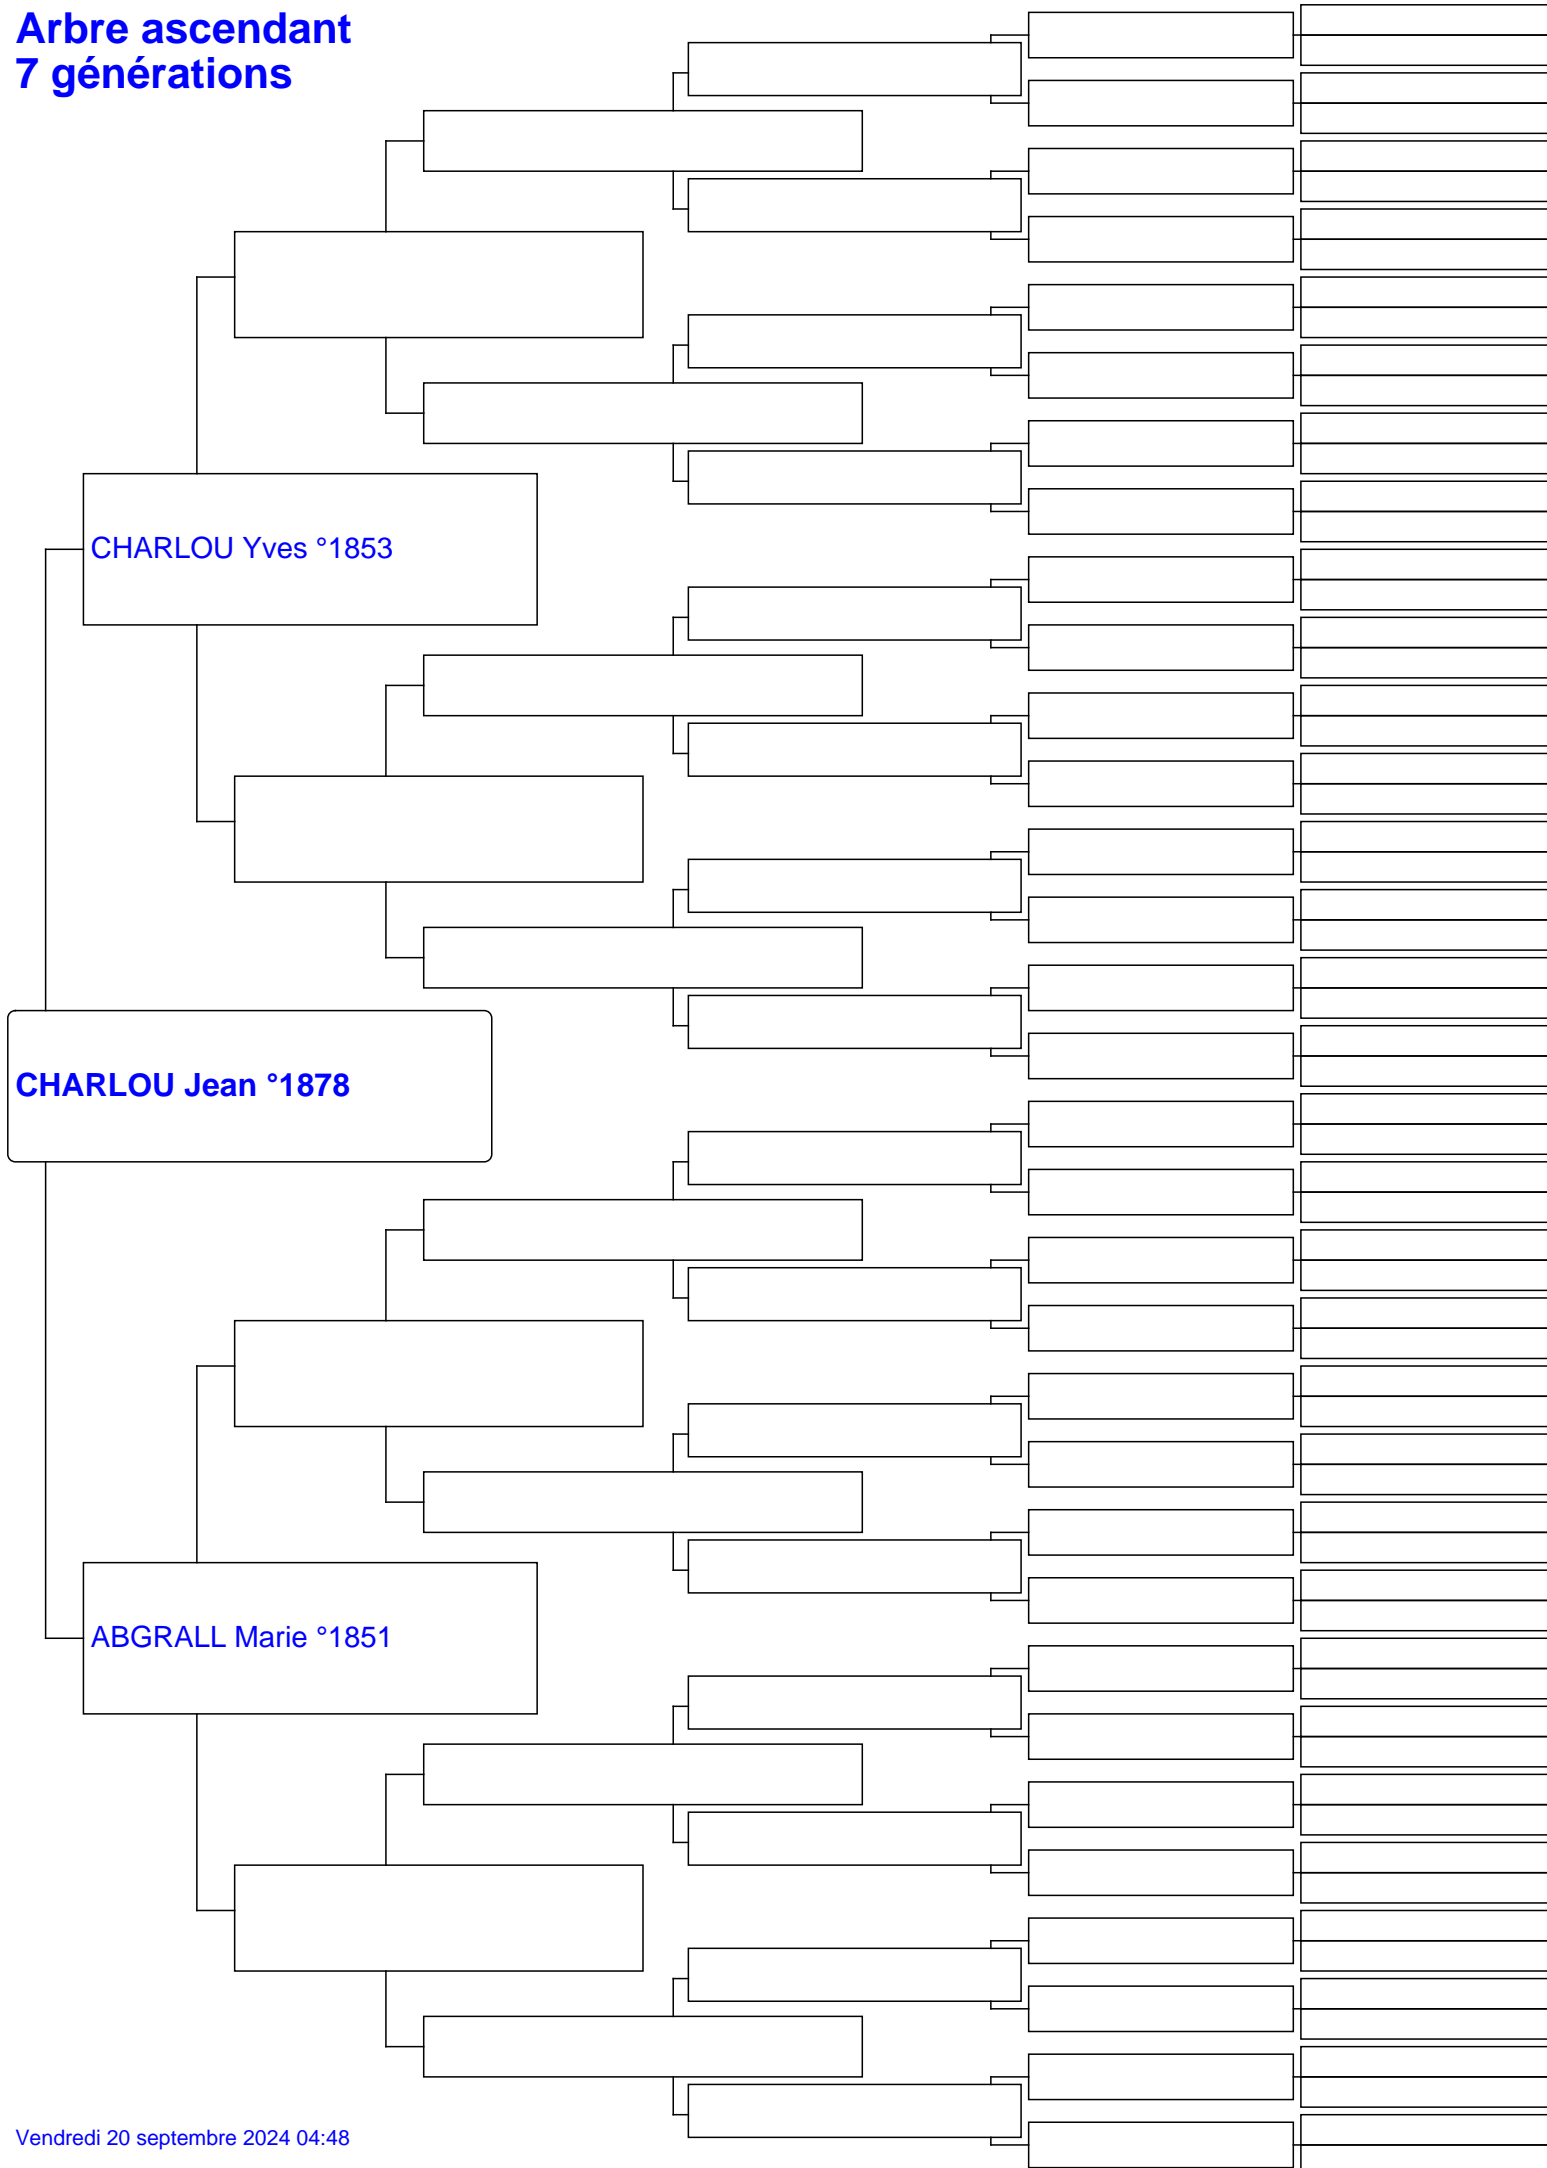 Arbre ascendant
7 générations
CHARLOU Yves °1853
CHARLOU Jean °1878
ABGRALL Marie °1851
Vendredi 20 septembre 2024 04:48